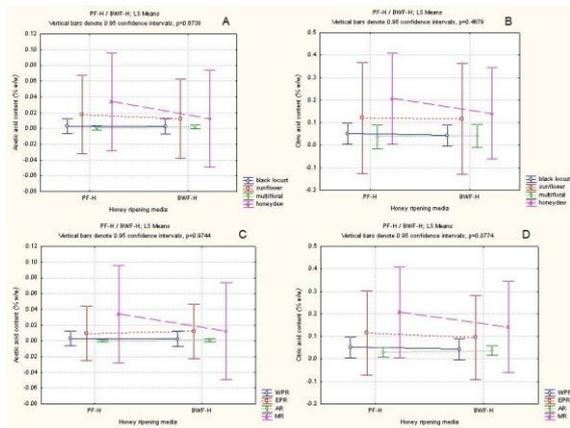 PF-H / BWF-H; LS Means
Vertical bars denote 0.95 confidence intervals, p=0.6738
A
0.12
0.10
0.08
0.06
0.04
0.02
0.00
-0.02
-0.04
-0.06
-0.08
Acetic acid content (% w/w)
PF-H
BWF-H
Honey ripening media
black locust
sunflower
multifloral
honeydew
PF-H / BWF-H; LS Means
Vertical bars denote 0.95 confidence intervals, p=0.4679
B
0.5
0.4
0.3
0.2
0.1
0.0
-0.1
-0.2
Citric acid content (% w/w)
PF-H
BWF-H
Honey ripening media
black locust
sunflower
multifloral
honeydew
PF-H / BWF-H; LS Means
Vertical bars denote 0.95 confidence intervals, p=0.9744
C
0.12
0.10
0.08
0.06
0.04
0.02
0.00
-0.02
-0.04
-0.06
-0.08
Acetic acid content (% w/w)
PF-H
BWF-H
Honey ripening media
WPR
EPR
AR
MR
PF-H / BWF-H; LS Means
Vertical bars denote 0.95 confidence intervals,
D
0.5
0.4
0.3
0.2
0.1
0.0
-0.1
-0.2
Citric acid content (% w/w)
PF-H
BWF-H
Honey ripening media
WPR
EPR
AR
MR